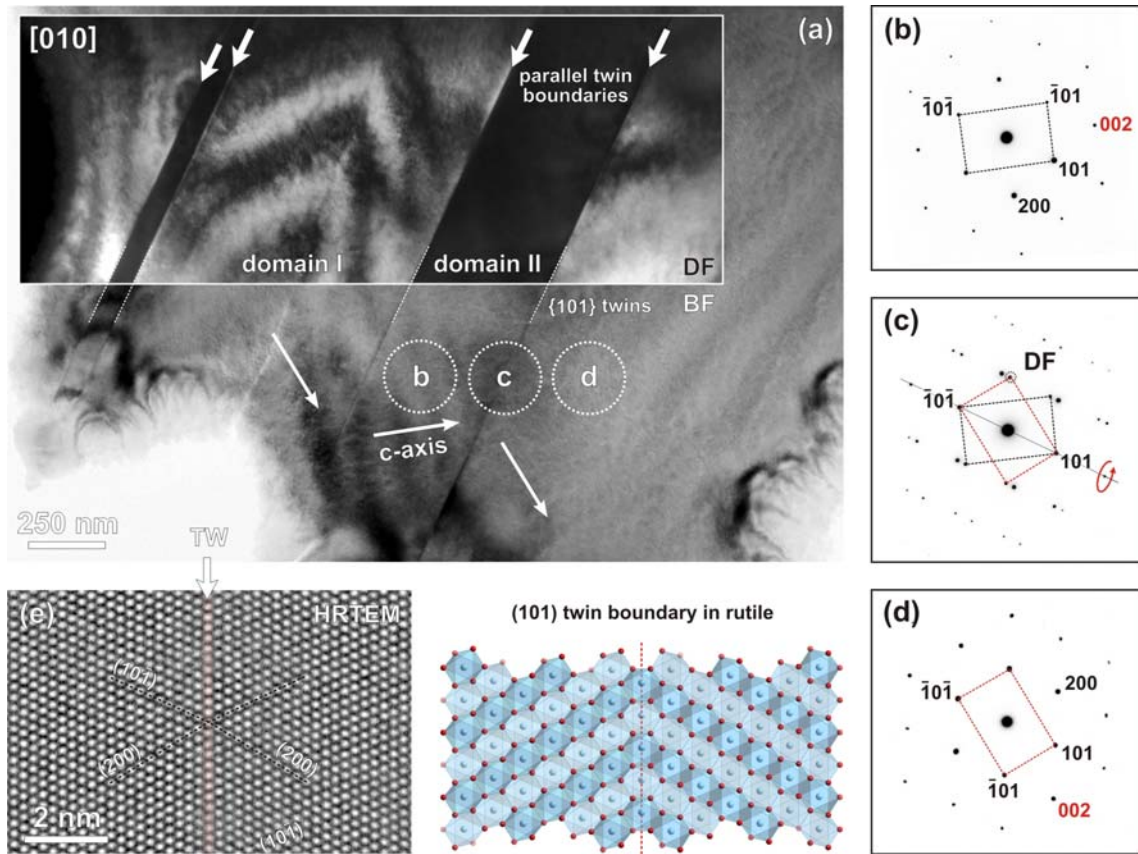 [010]
(a)
parallel twin
boundaries
domain I
domain II
DF
BF
{101} twins
b
c
d
c-axis
250 nm
(b)
1̅01̅
1̅01
002
101
200
(c)
DF
1̅01̅
101
(d)
1̅01̅
200
101
1̅01
002
TW
(e)
HRTEM
(101)
(200)
(200)
(101)
2 nm
(101) twin boundary in rutile